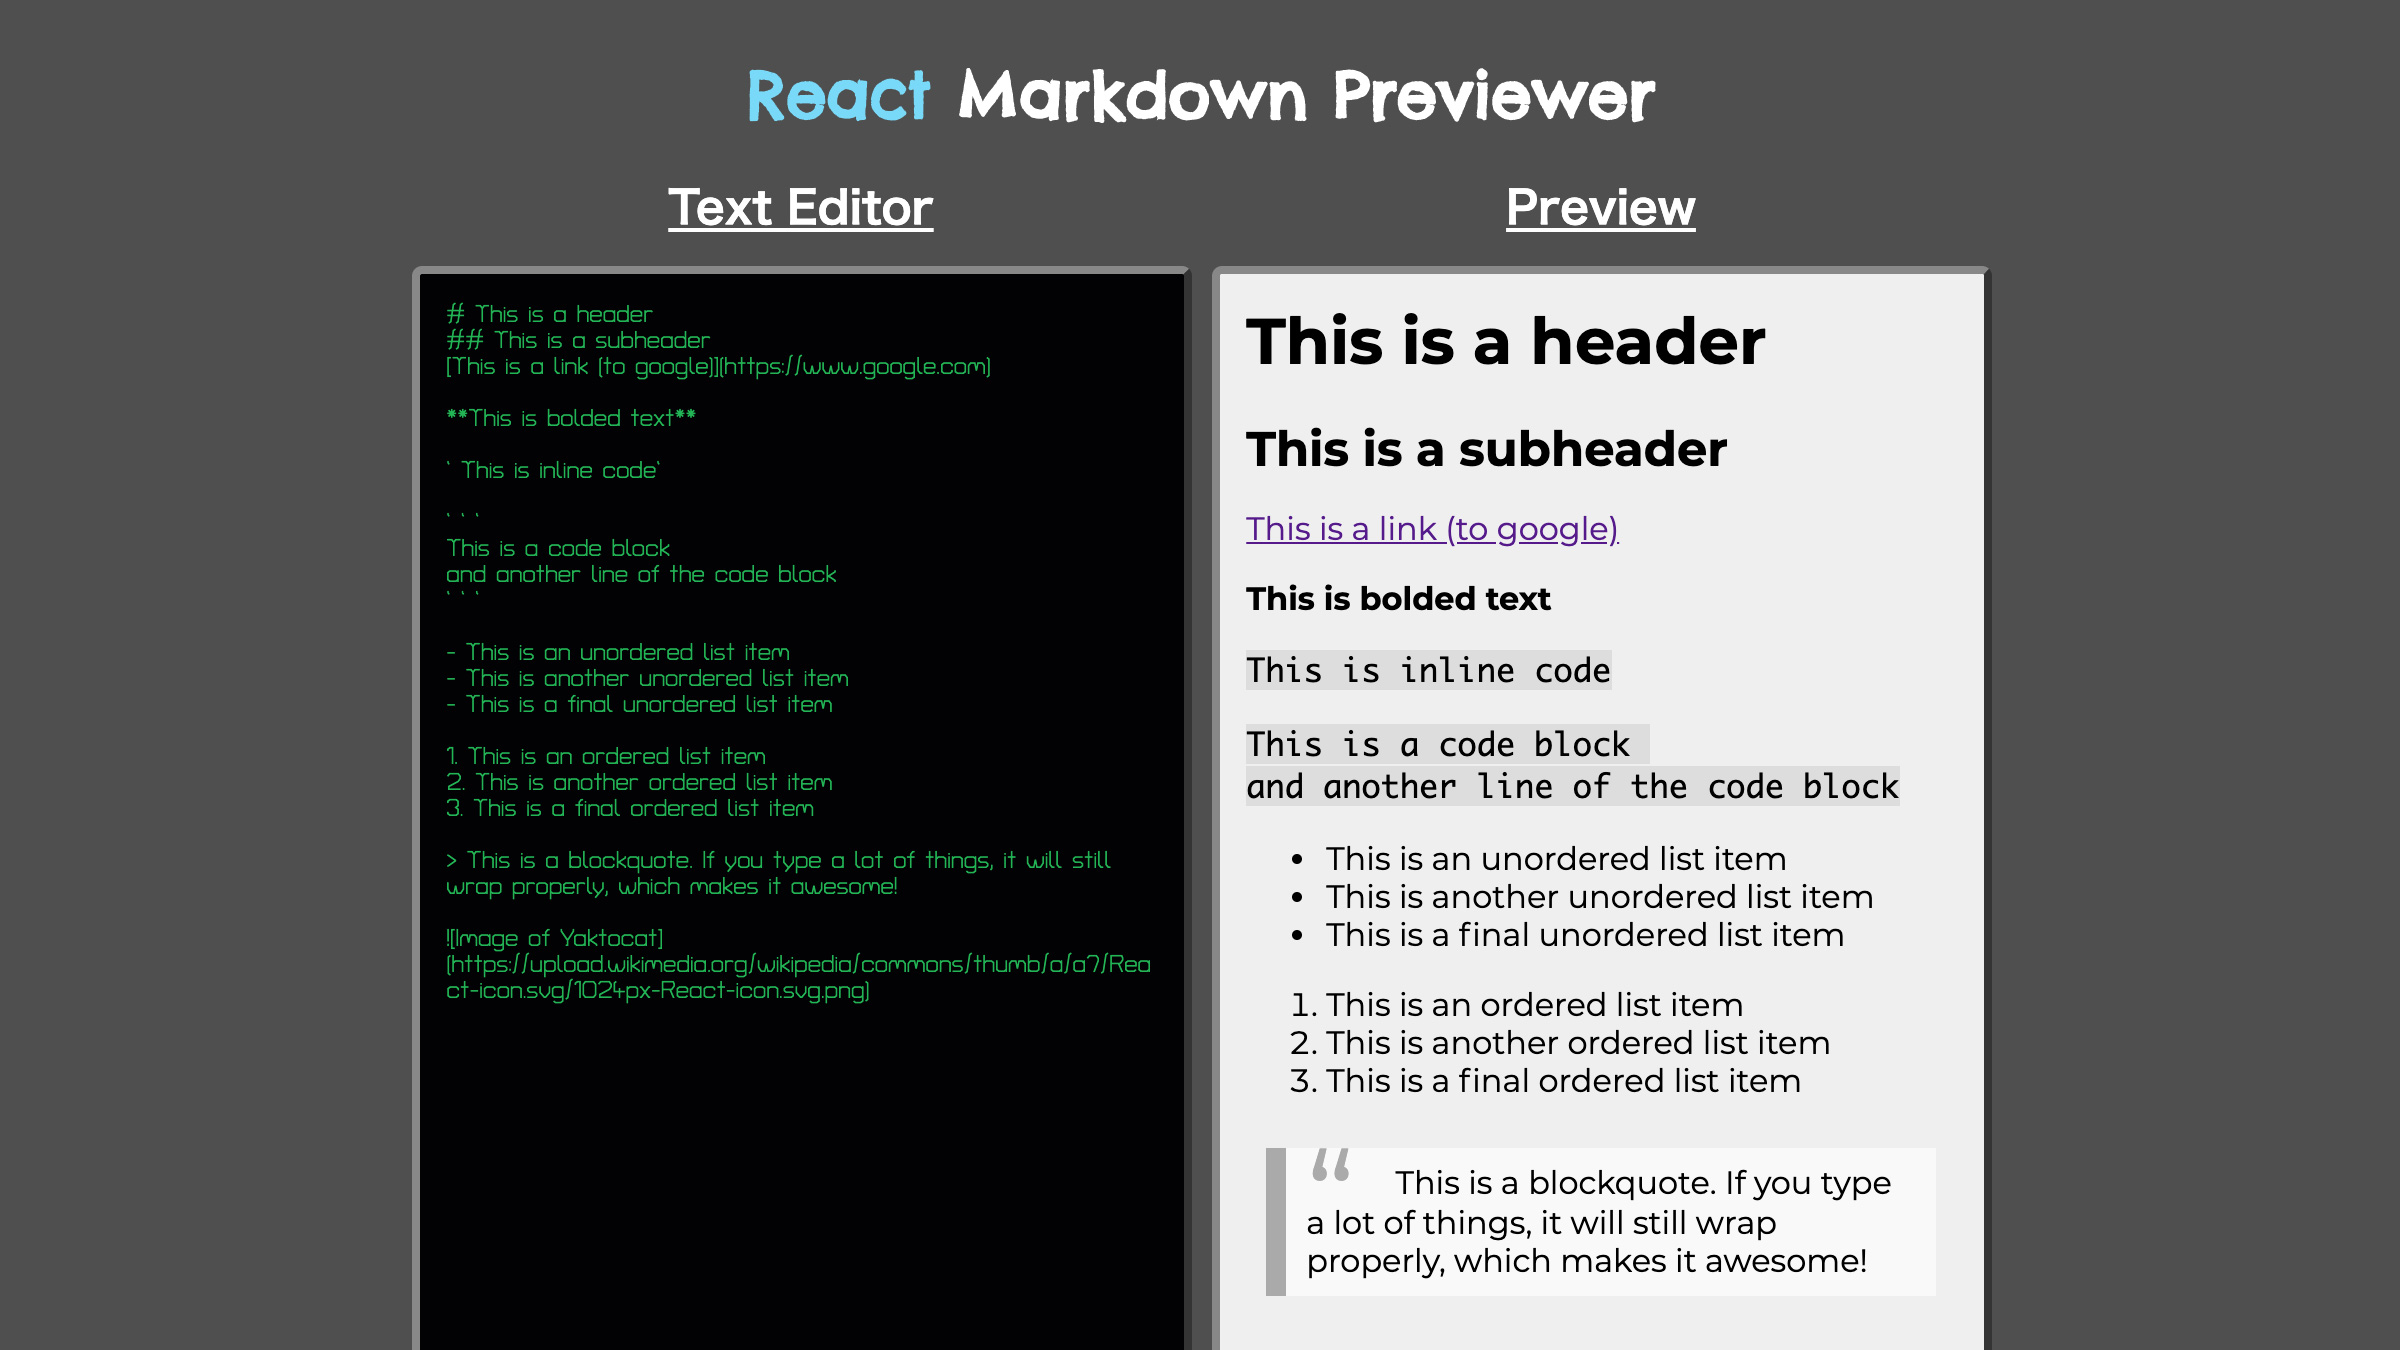 React Markdown Previewer
Text Editor
# This is a header
## This is a subheader
[This is a link (to google)](https://www.google.com)
**This is bolded text**
` This is inline code`
` ` `
This is a code block
and another line of the code block
` ` `
- This is an unordered list item
- This is another unordered list item
- This is a final unordered list item
1. This is an ordered list item
2. This is another ordered list item
3. This is a final ordered list item
> This is a blockquote. If you type a lot of things, it will still
wrap properly, which makes it awesome!
![Image of Yaktocat]
(https://upload.wikimedia.org/wikipedia/commons/thumb/a/a7/Rea
ct-icon.svg/1024px-React-icon.svg.png)
Preview
This is a header
This is a subheader
This is a link (to google)
This is bolded text
This is inline code
This is a code block
and another line of the code block
• This is an unordered list item
• This is another unordered list item
• This is a final unordered list item
1. This is an ordered list item
2. This is another ordered list item
3. This is a final ordered list item
“ This is a blockquote. If you type
a lot of things, it will still wrap
properly, which makes it awesome!